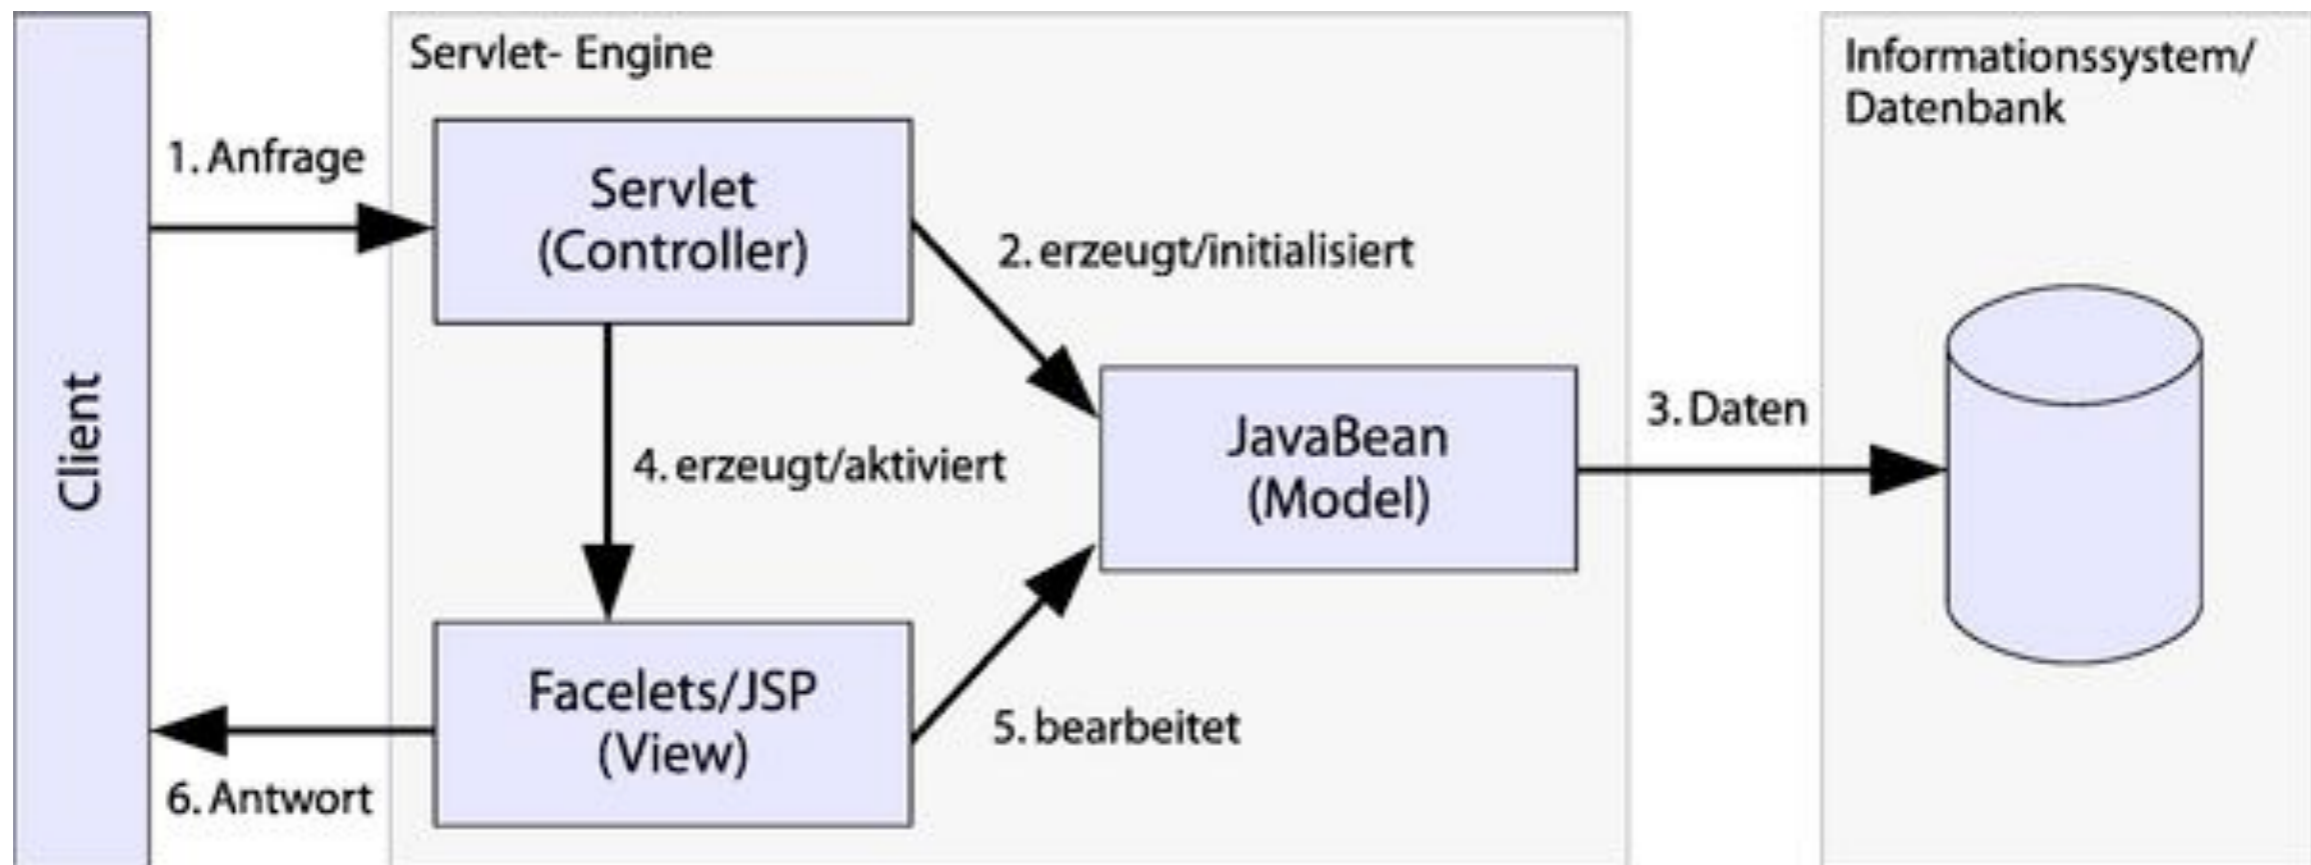 Client
Servlet- Engine
1. Anfrage
Servlet
(Controller)
2. erzeugt/initialisiert
JavaBean
(Model)
3. Daten
Informationssystem/
Datenbank
4. erzeugt/aktiviert
Facelets/JSP
(View)
5. bearbeitet
6. Antwort